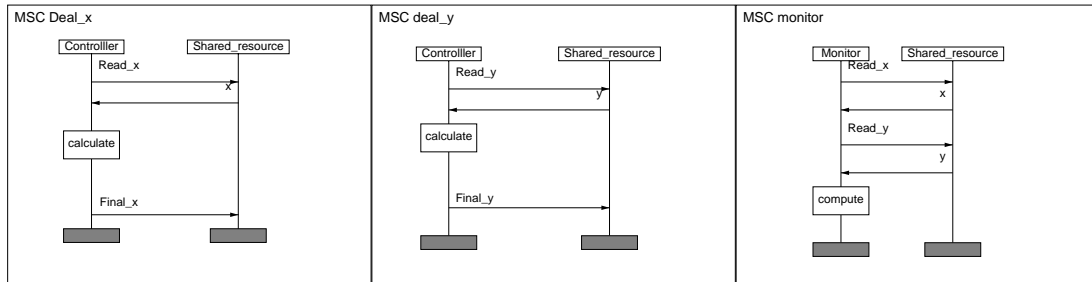 MSC Deal_x
Controlller
Shared_resource
Read_x
x
calculate
Final_x
MSC deal_y
Controlller
Shared_resource
Read_y
y
calculate
Final_y
MSC monitor
Monitor
Shared_resource
Read_x
x
Read_y
y
compute